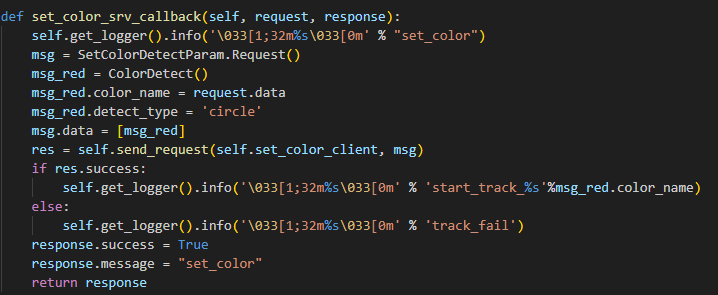 def set_color_srv_callback(self, request, response):
    self.get_logger().info('\033[1;32m%s\033[0m' % "set_color")
    msg = SetColorDetectParam.Request()
    msg_red = ColorDetect()
    msg_red.color_name = request.data
    msg_red.detect_type = 'circle'
    msg.data = [msg_red]
    res = self.send_request(self.set_color_client, msg)
    if res.success:
        self.get_logger().info('\033[1;32m%s\033[0m' % 'start_track_%s'%msg_red.color_name)
    else:
        self.get_logger().info('\033[1;32m%s\033[0m' % 'track_fail')
    response.success = True
    response.message = "set_color"
    return response